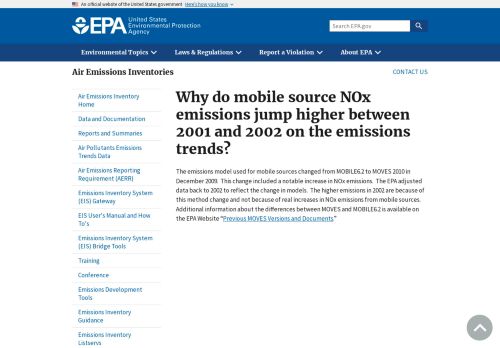 An official website of the United States government Here's how you know
EPA United States
Environmental Protection
Agency
Search EPA.gov
Environmental Topics Laws & Regulations Report a Violation About EPA
Air Emissions Inventories
CONTACT US
Air Emissions Inventory
Home
Data and Documentation
Reports and Summaries
Air Pollutants Emissions
Trends Data
Air Emissions Reporting
Requirement (AERR)
Emissions Inventory System
(EIS) Gateway
EIS User's Manual and How
To's
Emissions Inventory System
(EIS) Bridge Tools
Training
Conference
Emissions Development
Tools
Emissions Inventory
Guidance
Emissions Inventory
Listservs
Why do mobile source NOx
emissions jump higher between
2001 and 2002 on the emissions
trends?
The emissions model used for mobile sources changed from MOBILE6.2 to MOVES 2010 in
December 2009. This change included a notable increase in NOx emissions. The EPA adjusted
data back to 2002 to reflect the change in models. The higher emissions in 2002 are because of
this method change and not because of real increases in NOx emissions from mobile sources.
Additional information about the differences between MOVES and MOBILE6.2 is available on
the EPA Website "Previous MOVES Versions and Documents."